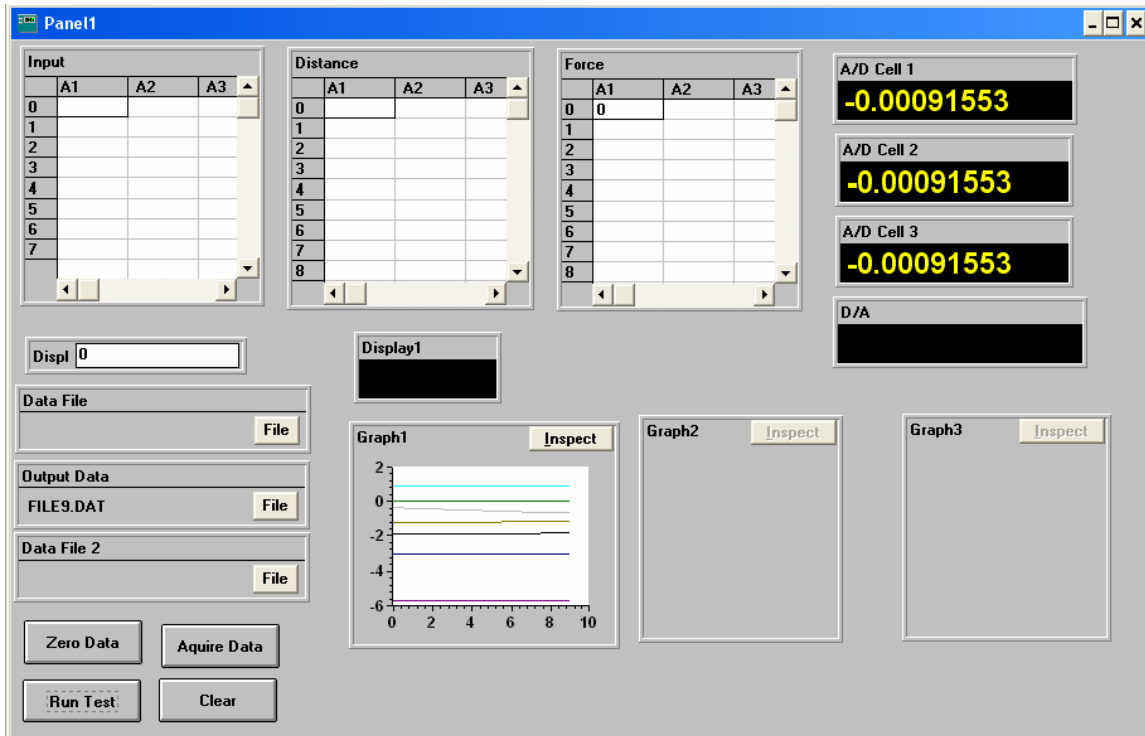 Panel1
Input
A1 A2 A3
0
1
2
3
4
5
6
7
Distance
A1 A2 A3
0
1
2
3
4
5
6
7
8
Force
A1 A2 A3
0 0
1
2
3
4
5
6
7
8
A/D Cell 1
-0.00091553
A/D Cell 2
-0.00091553
A/D Cell 3
-0.00091553
D/A
Displ 0
Display1
Data File
File
Output Data
FILE9.DAT File
Data File 2
File
Graph1 Inspect
2
0
-2
-4
-6
0 2 4 6 8 10
Graph2 Inspect
Graph3 Inspect
Zero Data Aquire Data
Run Test Clear